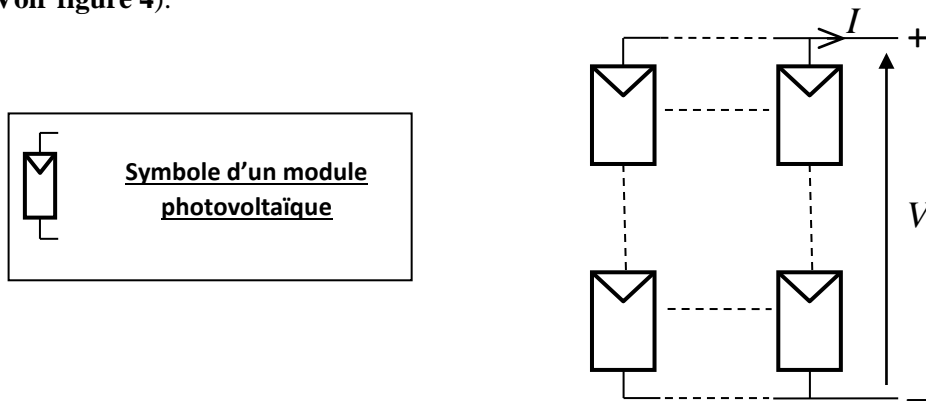 voir figure 4).
Symbole d'un module
photovoltaïque
I
+
V
–